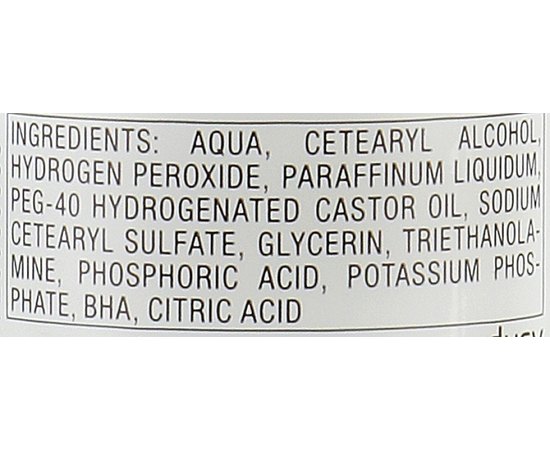 INGREDIENTS: AQUA, CETEARYL ALCOHOL,
HYDROGEN PEROXIDE, PARAFFINUM LIQUIDUM,
PEG-40 HYDROGENATED CASTOR OIL, SODIUM
CETEARYL SULFATE, GLYCERIN, TRIETHANOLA-
MINE, PHOSPHORIC ACID, POTASSIUM PHOS-
PHATE, BHA, CITRIC ACID